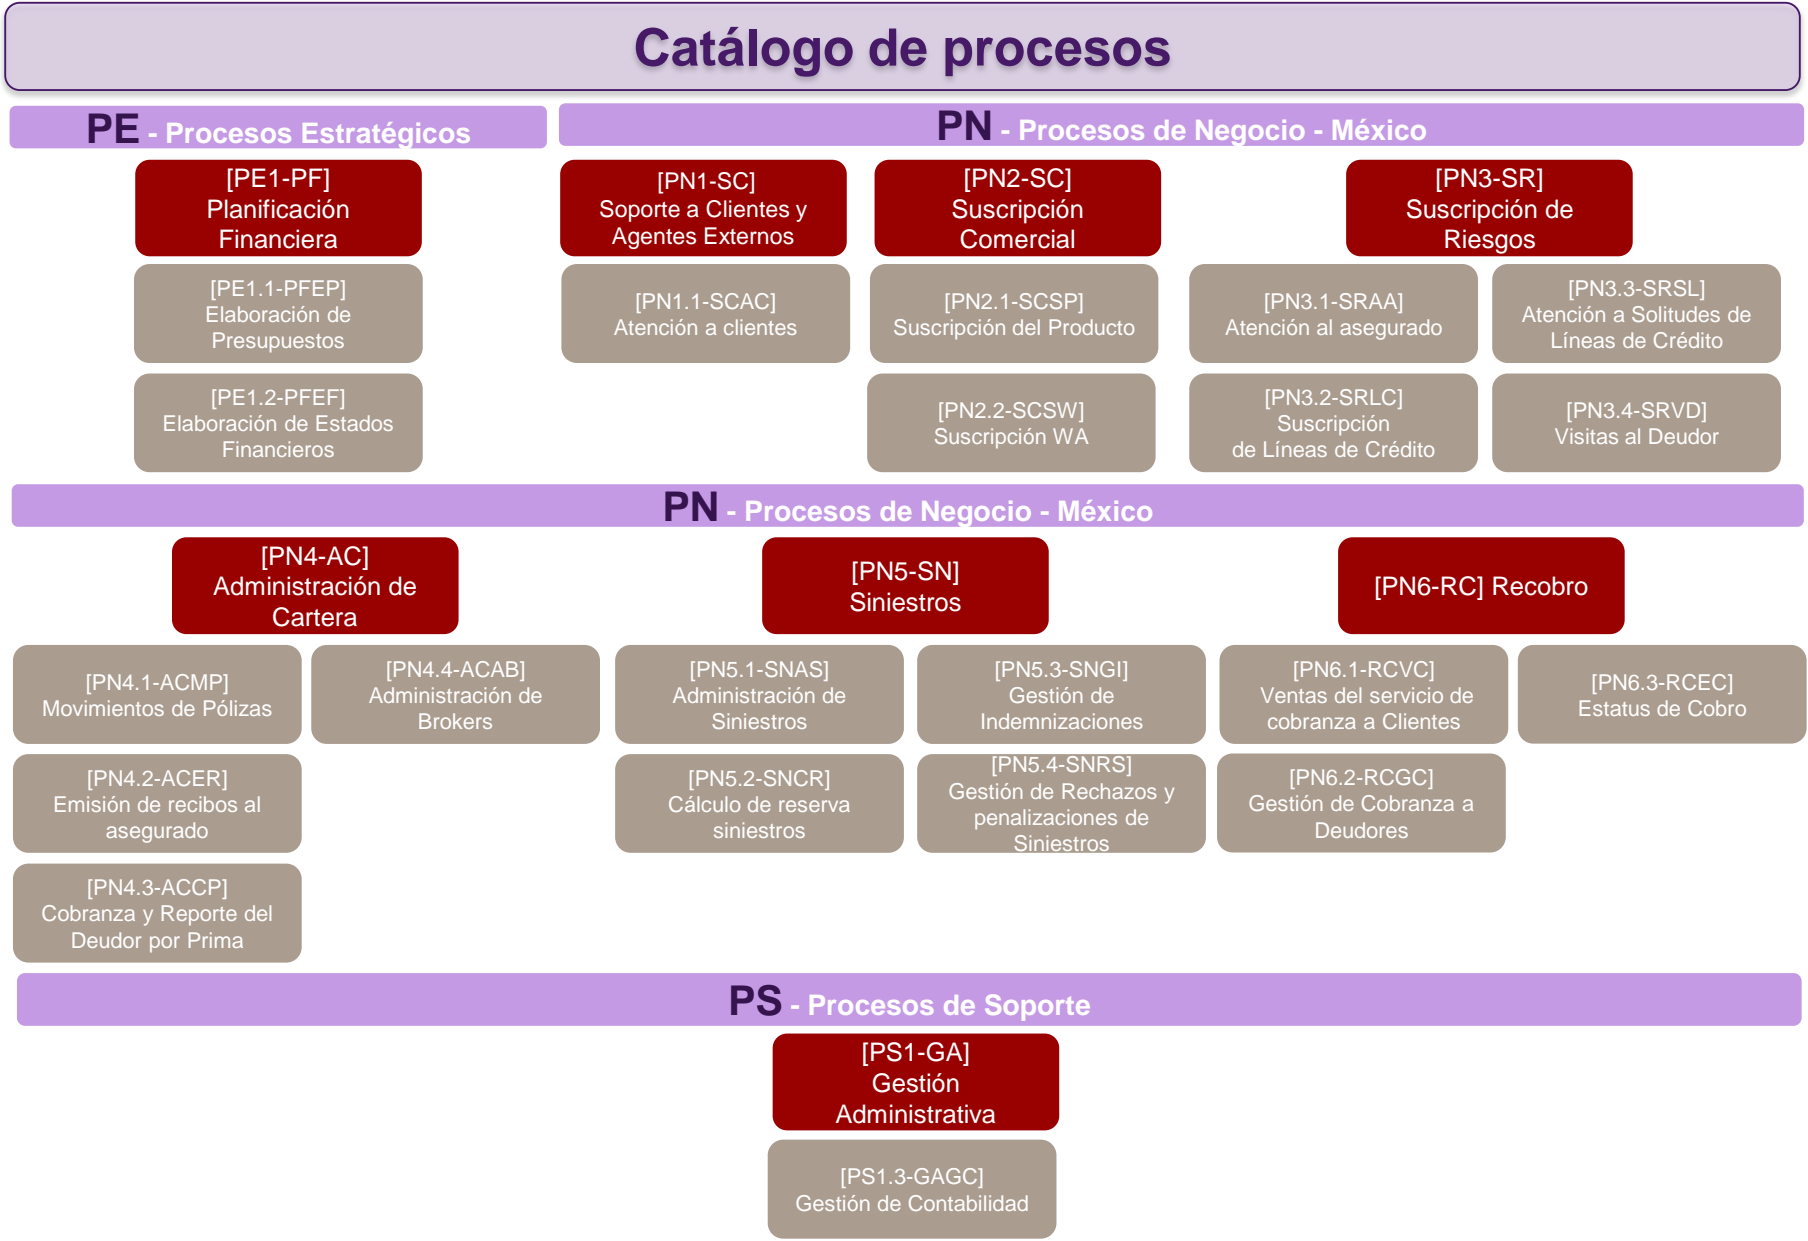 Catálogo de procesos
PE - Procesos Estratégicos
[PE1-PF]
Planificación
Financiera
[PE1.1-PFEP]
Elaboración de
Presupuestos
[PE1.2-PFEF]
Elaboración de Estados
Financieros
PN - Procesos de Negocio - México
[PN1-SC]
Soporte a Clientes y
Agentes Externos
[PN1.1-SCAC]
Atención a clientes
[PN2-SC]
Suscripción
Comercial
[PN2.1-SCSP]
Suscripción del Producto
[PN2.2-SCSW]
Suscripción WA
[PN3-SR]
Suscripción de
Riesgos
[PN3.1-SRAA]
Atención al asegurado
[PN3.2-SRLC]
Suscripción
de Líneas de Crédito
[PN3.3-SRSL]
Atención a Solitudes de
Líneas de Crédito
[PN3.4-SRVD]
Visitas al Deudor
PN - Procesos de Negocio - México
[PN4-AC]
Administración de
Cartera
[PN4.1-ACMP]
Movimientos de Pólizas
[PN4.2-ACER]
Emisión de recibos al
asegurado
[PN4.3-ACCP]
Cobranza y Reporte del
Deudor por Prima
[PN4.4-ACAB]
Administración de
Brokers
[PN5-SN]
Siniestros
[PN5.1-SNAS]
Administración de
Siniestros
[PN5.2-SNCR]
Cálculo de reserva
siniestros
[PN5.3-SNGI]
Gestión de
Indemnizaciones
[PN5.4-SNRS]
Gestión de Rechazos y
penalizaciones de
Siniestros
[PN6-RC] Recobro
[PN6.1-RCVC]
Ventas del servicio de
cobranza a Clientes
[PN6.2-RCGC]
Gestión de Cobranza a
Deudores
[PN6.3-RCEC]
Estatus de Cobro
PS - Procesos de Soporte
[PS1-GA]
Gestión
Administrativa
[PS1.3-GAGC]
Gestión de Contabilidad